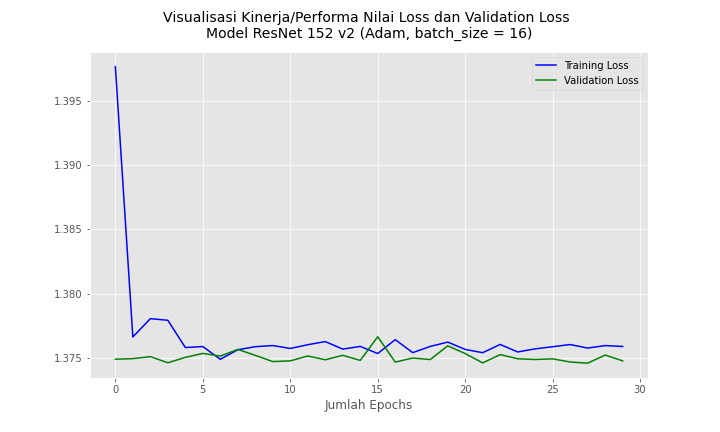 Visualisasi Kinerja/Performa Nilai Loss dan Validation Loss
Model ResNet 152 v2 (Adam, batch_size = 16)
Training Loss
Validation Loss
1.395
1.390
1.385
1.380
1.375
0 5 10 15 20 25 30
Jumlah Epochs